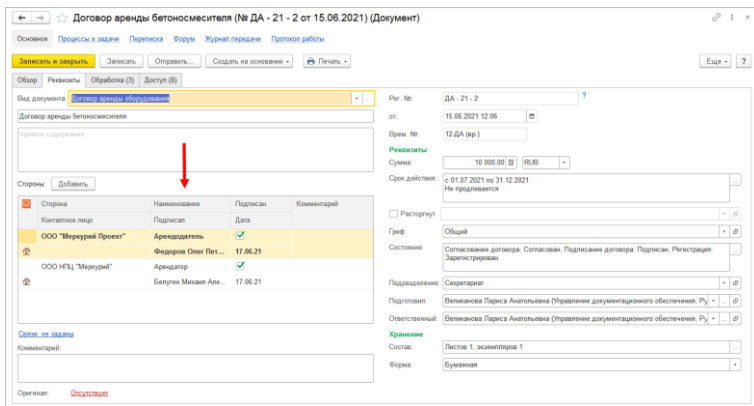 Договор аренды бетоносмесителя (№ ДА - 21 - 2 от 15.06.2021) (Документ)
Основное Процессы и задачи Переписка Форум Журнал передачи Протокол работы
Записать и закрыть Записать Отправить... Создать на основании Печать Еще ?
Обзор Реквизиты Обработка (3) Доступ (8)
Вид документа: Договор аренды оборудования
Договор аренды бетоносмесителя
Краткое содержание
Стороны: Добавить
Сторона Наименование Подписан Комментарий
Контактное лицо Подписал Дата
ООО "Меркурий Проект" Арендодатель
Федоров Олег Пет... 17.06.21
ООО НПЦ "Меркурий" Арендатор
Белугин Михаил Але... 17.06.21
Связи: не заданы
Комментарий:
Оригинал: Отсутствует
Рег. №: ДА - 21 - 2 ?
от: 15.06.2021 12:06
Врем. №: 12-ДА (вр.)
Реквизиты
Сумма: 10 000,00 RUB
Срок действия: с 01.07.2021 по 31.12.2021
Не продлевается
Расторгнут
Гриф: Общий
Состояние: Согласование договора: Согласован, Подписание договора: Подписан, Регистрация:
Зарегистрирован
Подразделение: Секретариат
Подготовил: Великанова Лариса Анатольевна (Управление документационного обеспечения, Ру
Ответственный: Великанова Лариса Анатольевна (Управление документационного обеспечения, Ру
Хранение
Состав: Листов 1, экземпляров 1
Форма: Бумажная